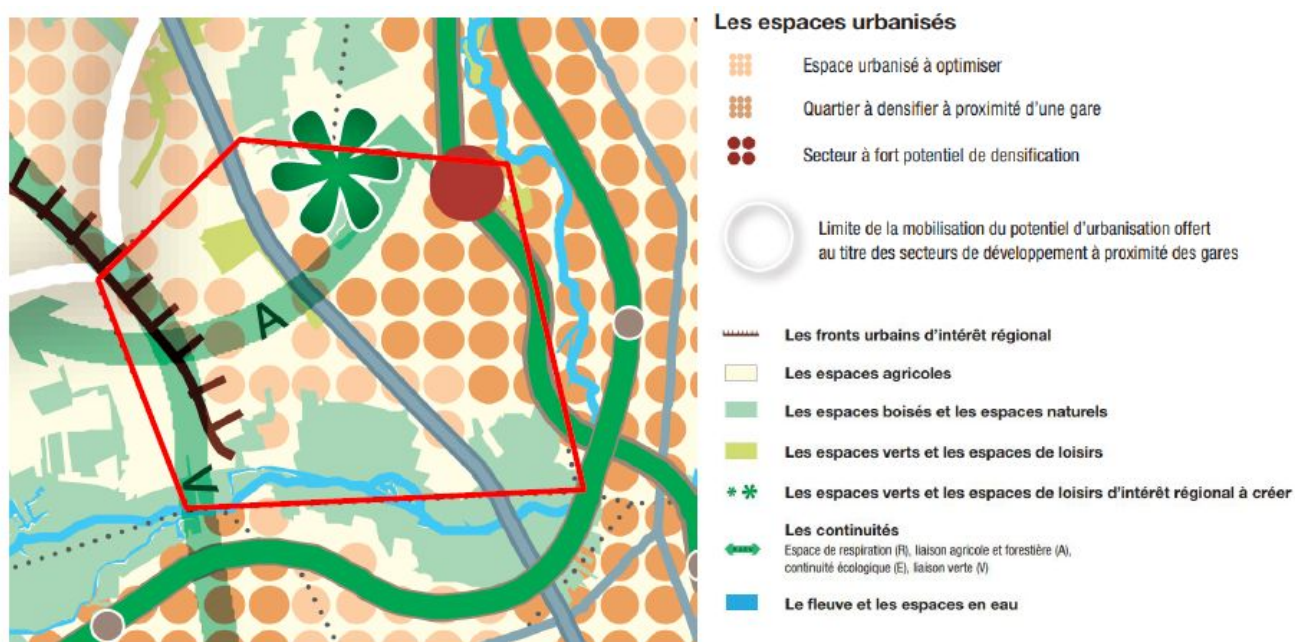 Les espaces urbanisés
Espace urbanisé à optimiser
Quartier à densifier à proximité d'une gare
Secteur à fort potentiel de densification
Limite de la mobilisation du potentiel d'urbanisation offert
au titre des secteurs de développement à proximité des gares
Les fronts urbains d'intérêt régional
Les espaces agricoles
Les espaces boisés et les espaces naturels
Les espaces verts et les espaces de loisirs
Les espaces verts et les espaces de loisirs d'intérêt régional à créer
Les continuités
Espace de respiration (R), liaison agricole et forestière (A),
continuité écologique (E), liaison verte (V)
Le fleuve et les espaces en eau
A
V